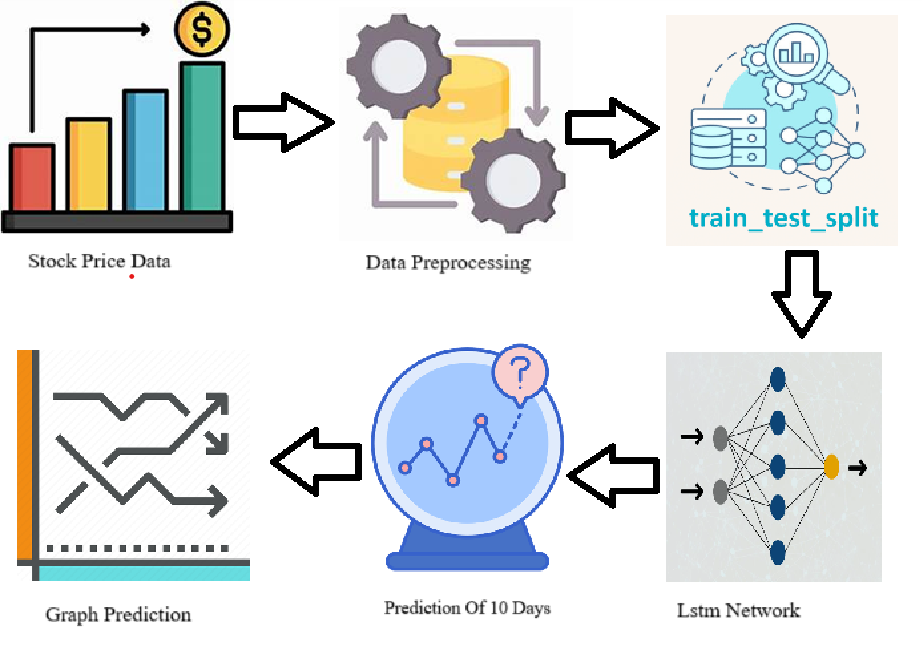 $
Stock Price Data
Data Preprocessing
train_test_split
Lstm Network
?
Prediction Of 10 Days
Graph Prediction